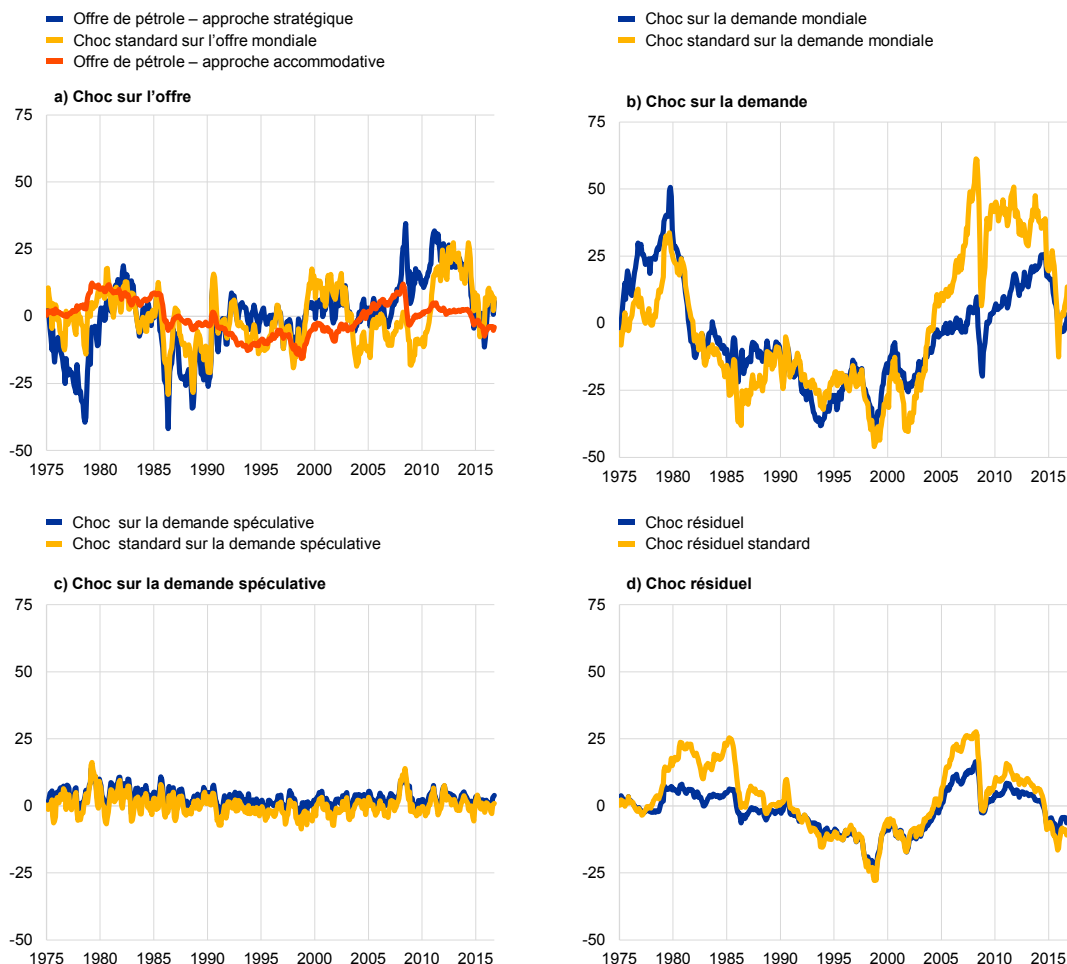 Offre de pétrole – approche stratégique
Choc standard sur l'offre mondiale
Offre de pétrole – approche accommodative
a) Choc sur l'offre
75
50
25
0
-25
-50
1975 1980 1985 1990 1995 2000 2005 2010 2015
Choc sur la demande mondiale
Choc standard sur la demande mondiale
b) Choc sur la demande
75
50
25
0
-25
-50
1975 1980 1985 1990 1995 2000 2005 2010 2015
Choc  sur la demande spéculative
Choc  standard sur la demande spéculative
c) Choc sur la demande spéculative
75
50
25
0
-25
-50
1975 1980 1985 1990 1995 2000 2005 2010 2015
Choc résiduel
Choc résiduel standard
d) Choc résiduel
75
50
25
0
-25
-50
1975 1980 1985 1990 1995 2000 2005 2010 2015